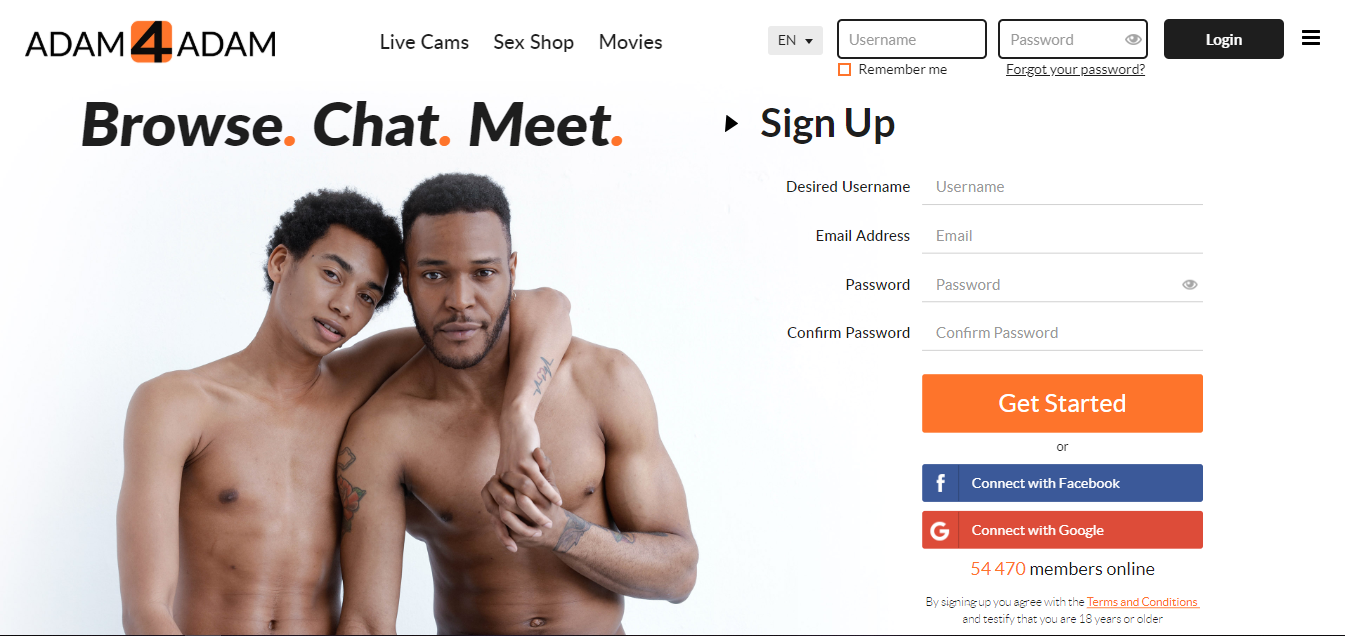 ADAM4ADAM
Live Cams Sex Shop Movies
EN
Username
Password
Login
Remember me
Forgot your password?
Browse. Chat. Meet.
Sign Up
Desired Username Username
Email Address Email
Password Password
Confirm Password Confirm Password
Get Started
or
f Connect with Facebook
G Connect with Google
54 470 members online
By signing up you agree with the Terms and Conditions
and testify that you are 18 years or older